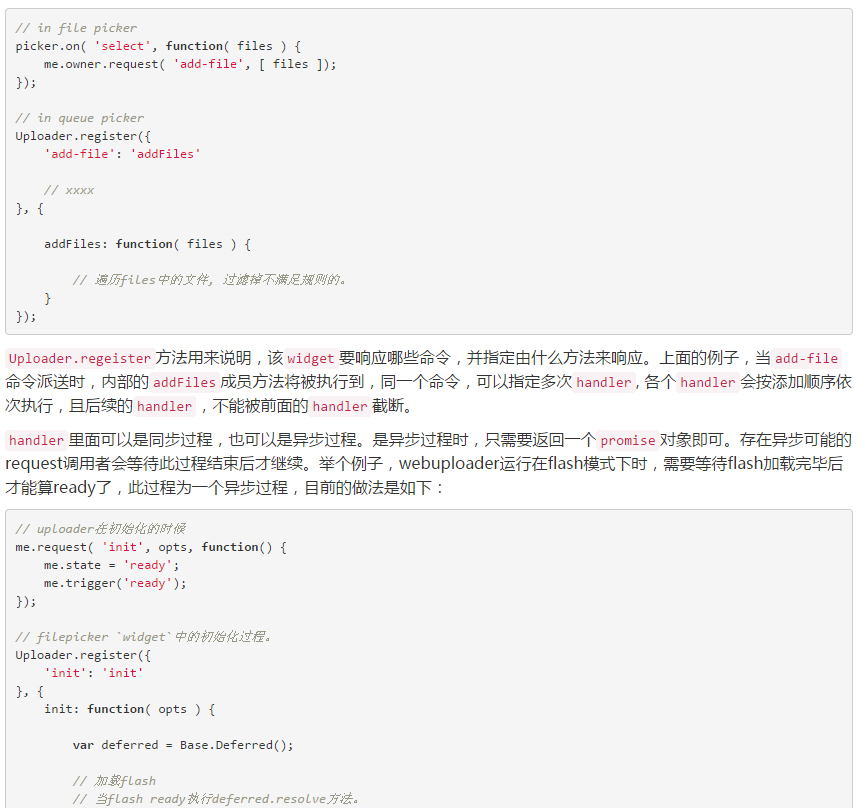 // in file picker
picker.on( 'select', function( files ) {
    me.owner.request( 'add-file', [ files ]);
});
// in queue picker
Uploader.register({
    'add-file': 'addFiles'
    // xxxx
}, {
    addFiles: function( files ) {
        // 遍历files中的文件, 过滤掉不满足规则的。
    }
});
Uploader.regeister 方法用来说明，该 widget 要响应哪些命令，并指定由什么方法来响应。上面的例子，当 add-file
命令派送时，内部的 addFiles 成员方法将被执行到，同一个命令，可以指定多次 handler, 各个 handler 会按添加顺序依
次执行，且后续的 handler ，不能被前面的 handler 截断。
handler 里面可以是同步过程，也可以是异步过程。是异步过程时，只需要返回一个 promise 对象即可。存在异步可能的
request调用者会等待此过程结束后才继续。举个例子，webuploader运行在flash模式下时，需要等待flash加载完毕后
才能算ready了，此过程为一个异步过程，目前的做法是如下：
// uploader在初始化的时候
me.request( 'init', opts, function() {
    me.state = 'ready';
    me.trigger('ready');
});
// filepicker `widget`中的初始化过程。
Uploader.register({
    'init': 'init'
}, {
    init: function( opts ) {
        var deferred = Base.Deferred();
        // 加载flash
        // 当flash ready执行deferred.resolve方法。